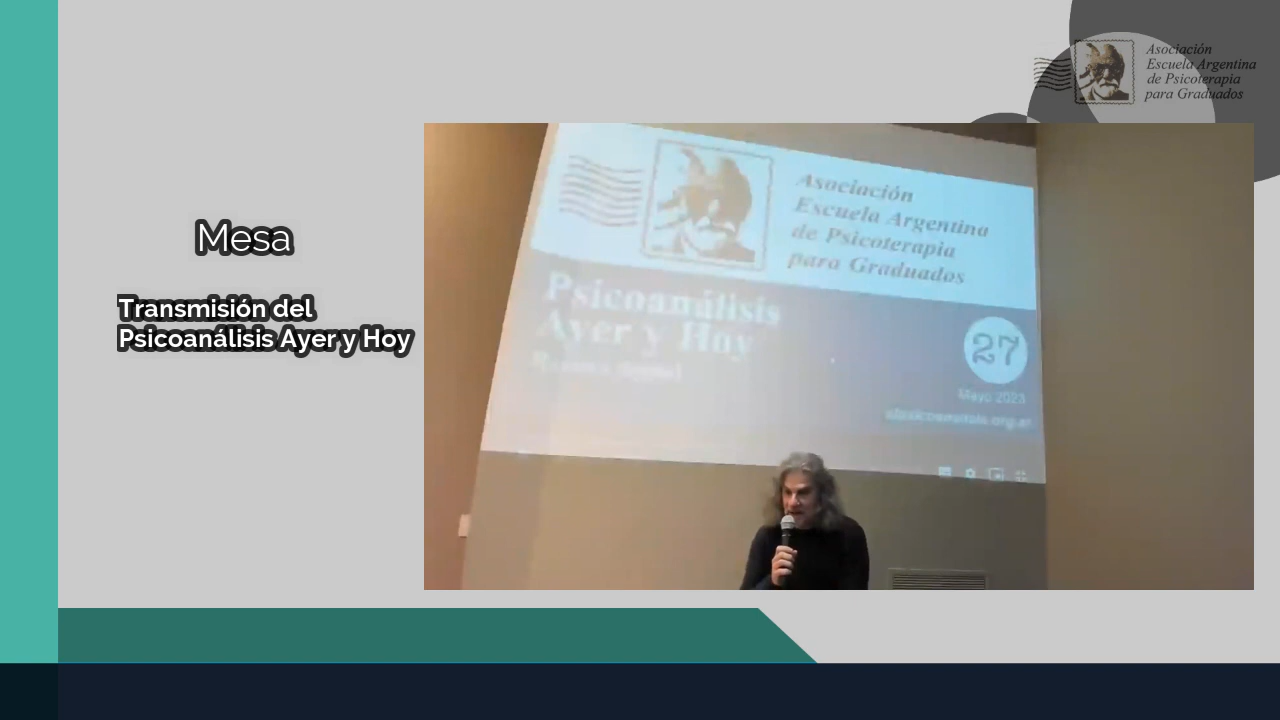 Asociación
Escuela Argentina
de Psicoterapia
para Graduados
Mesa
Transmisión del
Psicoanálisis Ayer y Hoy
Asociación
Escuela Argentina
de Psicoterapia
para Graduados
Psicoanálisis
Ayer y Hoy
27
Mayo 2023